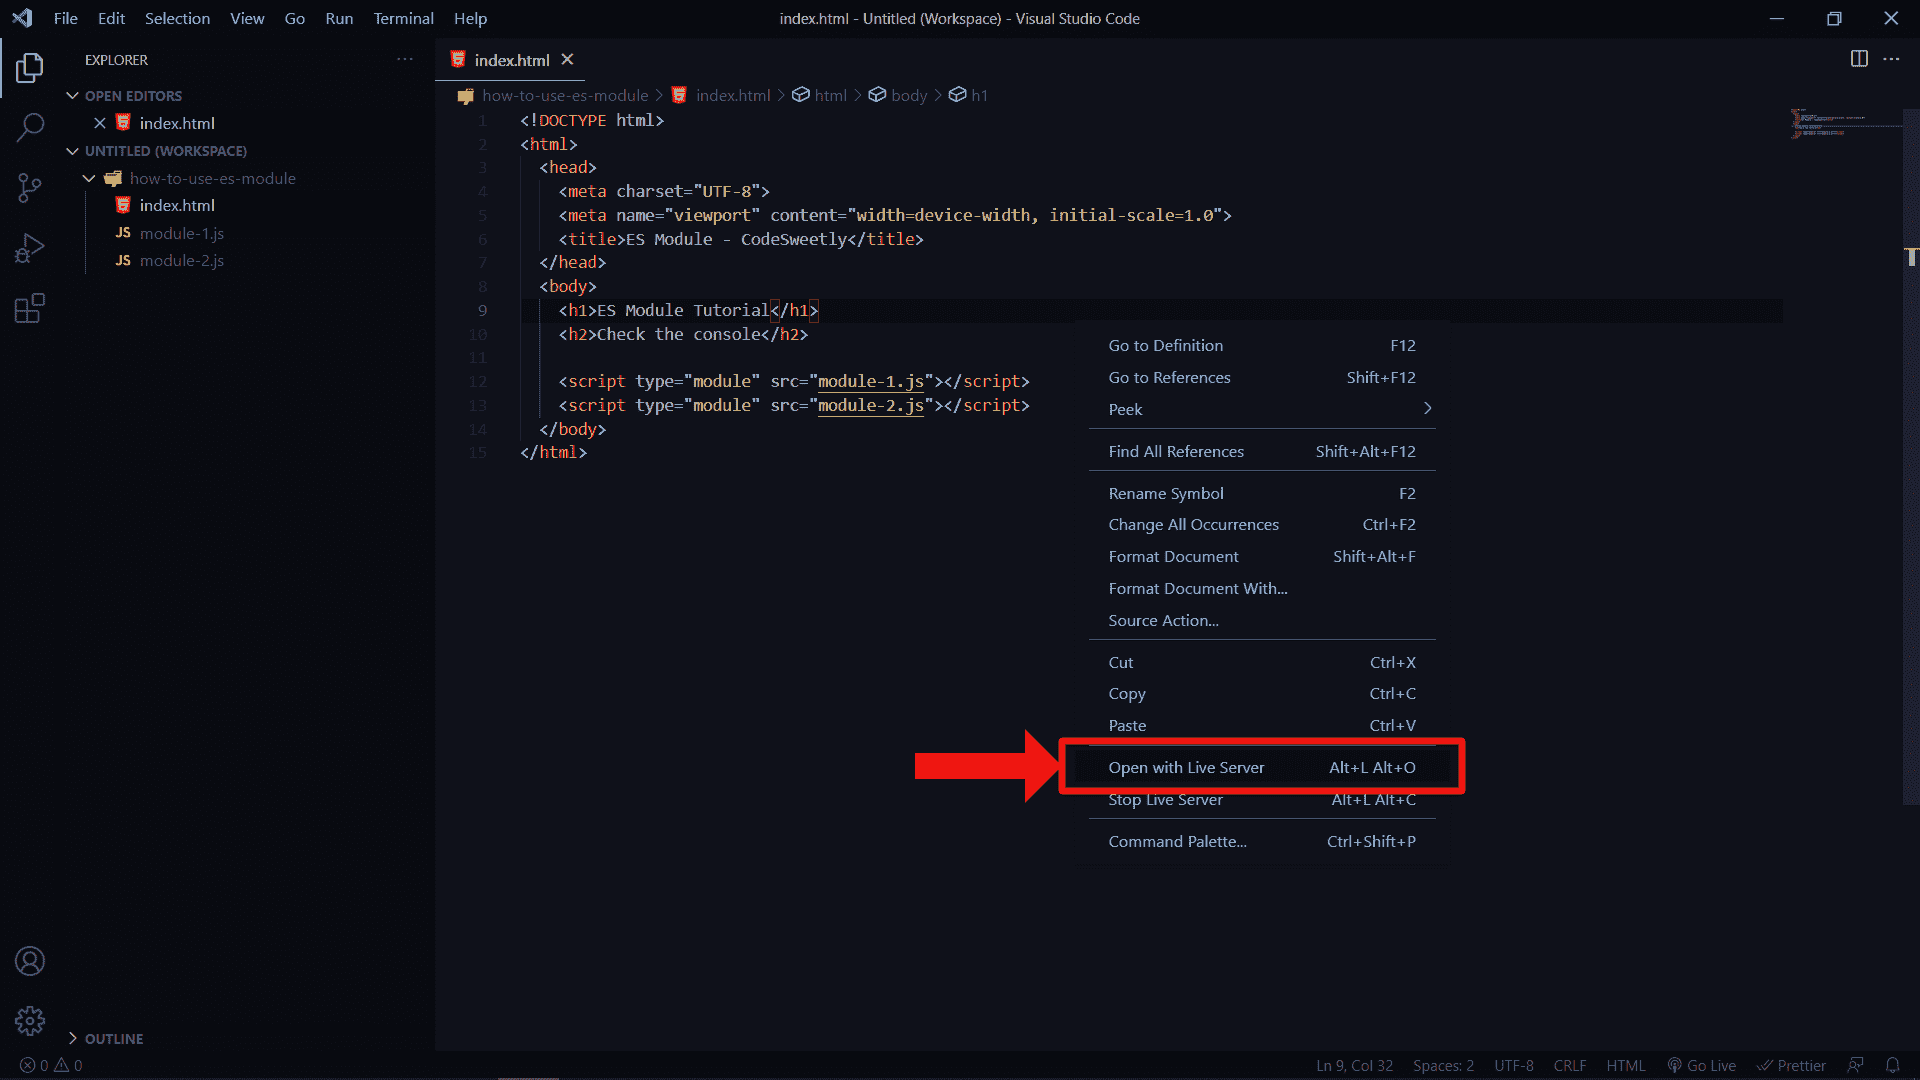 File Edit Selection View Go Run Terminal Help
index.html - Untitled (Workspace) - Visual Studio Code
EXPLORER
OPEN EDITORS
index.html
UNTITLED (WORKSPACE)
how-to-use-es-module
index.html
JS module-1.js
JS module-2.js
OUTLINE
index.html
how-to-use-es-module > index.html > html > body > h1
1 <!DOCTYPE html>
2 <html>
3 <head>
4 <meta charset="UTF-8">
5 <meta name="viewport" content="width=device-width, initial-scale=1.0">
6 <title>ES Module - CodeSweetly</title>
7 </head>
8 <body>
9 <h1>ES Module Tutorial</h1>
10 <h2>Check the console</h2>
11
12 <script type="module" src="module-1.js"></script>
13 <script type="module" src="module-2.js"></script>
14 </body>
15 </html>
Go to Definition F12
Go to References Shift+F12
Peek
Find All References Shift+Alt+F12
Rename Symbol F2
Change All Occurrences Ctrl+F2
Format Document Shift+Alt+F
Format Document With...
Source Action...
Cut Ctrl+X
Copy Ctrl+C
Paste Ctrl+V
Open with Live Server Alt+L Alt+O
Stop Live Server Alt+L Alt+C
Command Palette... Ctrl+Shift+P
0 0
Ln 9, Col 32 Spaces: 2 UTF-8 CRLF HTML Go Live Prettier